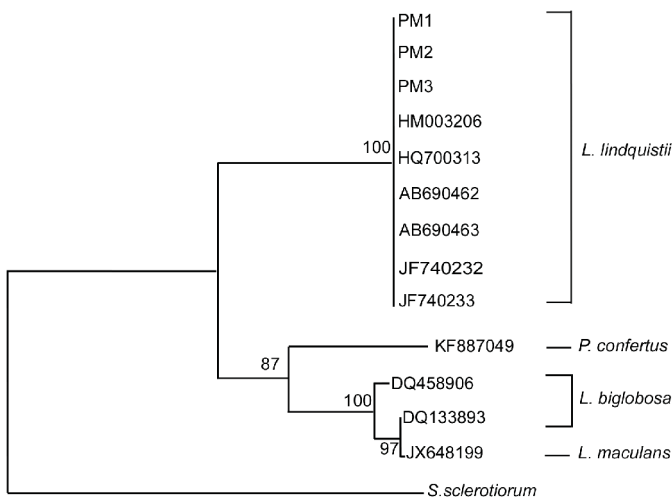 PM1
PM2
PM3
HM003206
100
HQ700313
L. lindquistii
AB690462
AB690463
JF740232
JF740233
KF887049
P. confertus
87
DQ458906
L. biglobosa
100
DQ133893
97
JX648199
L. maculans
S.sclerotiorum